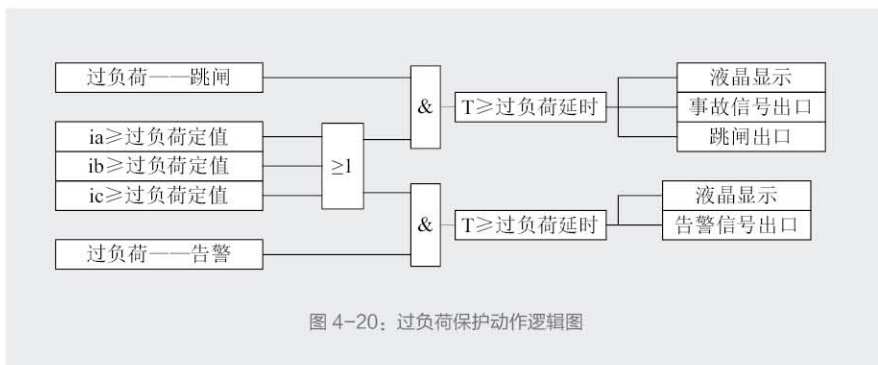 过负荷——跳闸
ia≥过负荷定值
ib≥过负荷定值
ic≥过负荷定值
过负荷——告警
≥1
&
&
T≥过负荷延时
T≥过负荷延时
液晶显示
事故信号出口
跳闸出口
液晶显示
告警信号出口
图 4-20：过负荷保护动作逻辑图